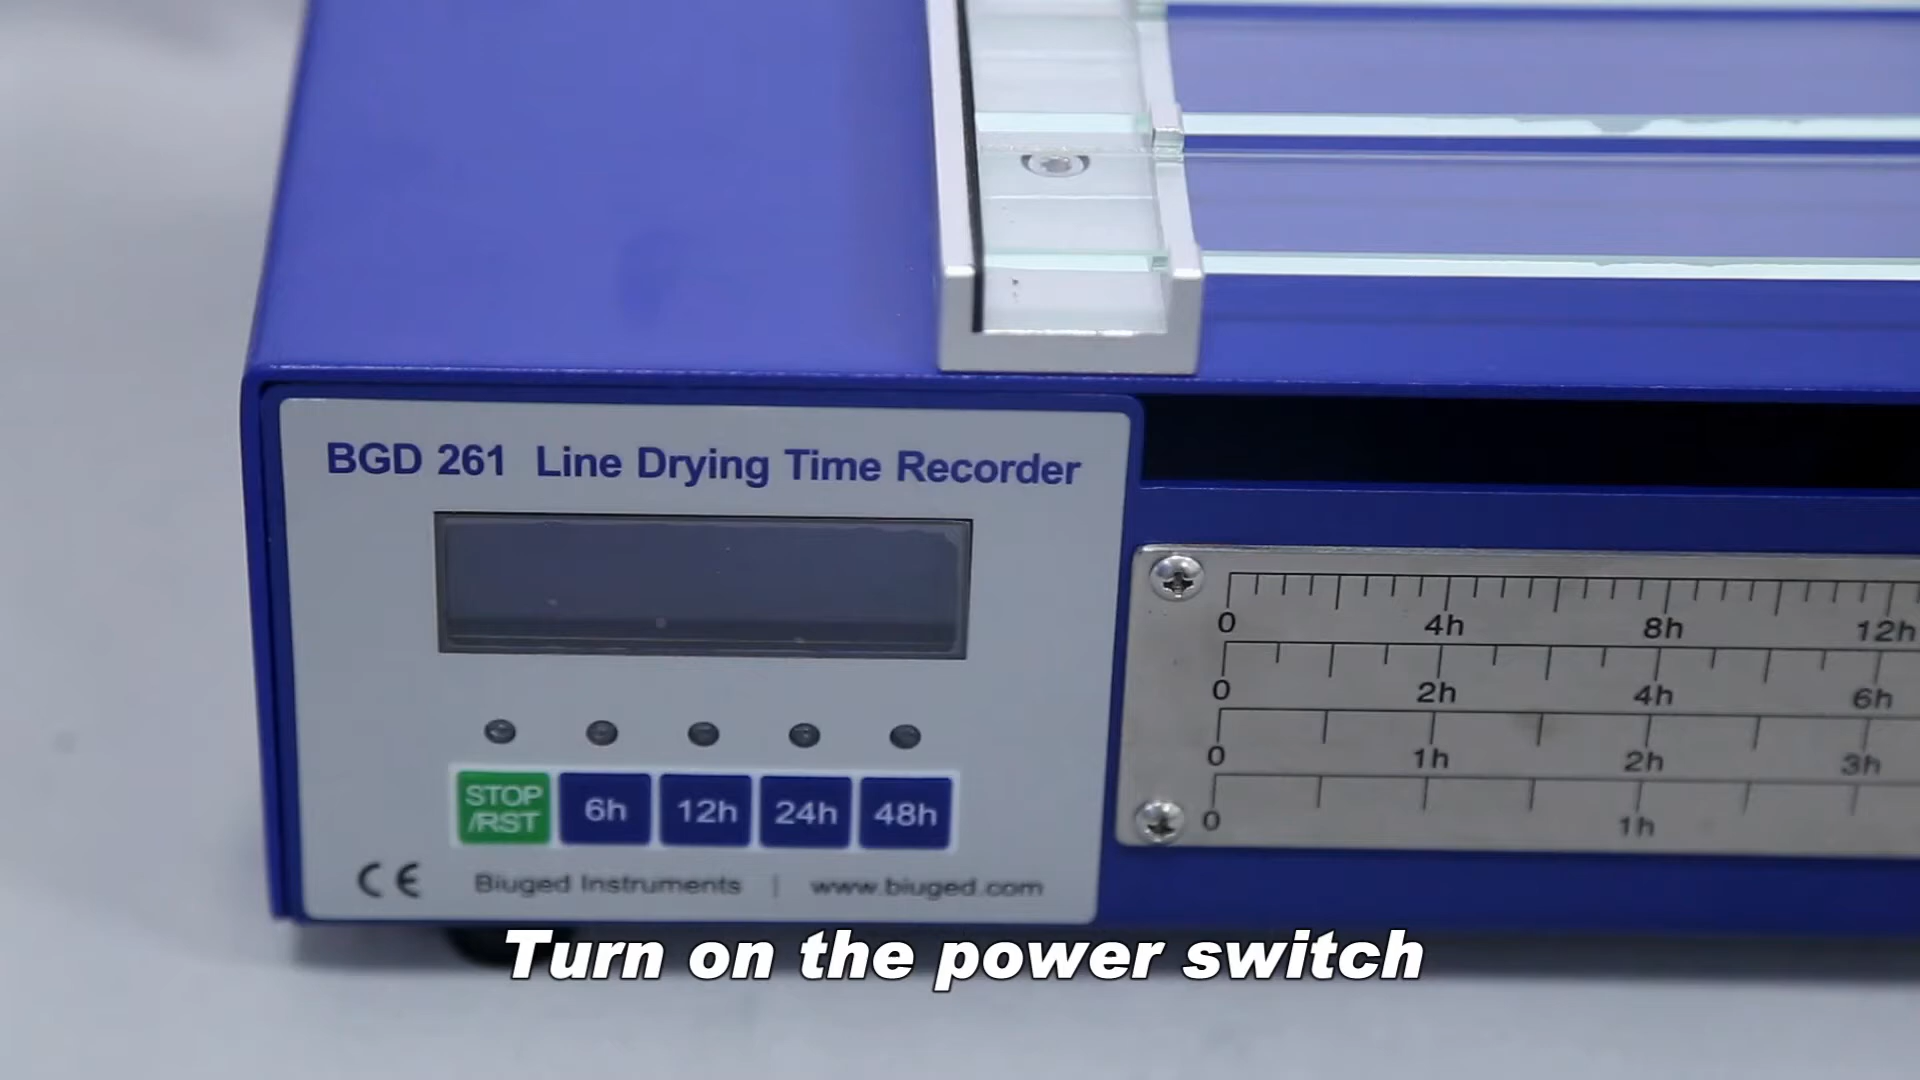 BGD 261 Line Drying Time Recorder
STOP
/RST
6h
12h
24h
48h
CE Biuged Instruments | www.biuged.com
0 4h 8h 12h
0 2h 4h 6h
0 1h 2h 3h
0 1h
Turn on the power switch